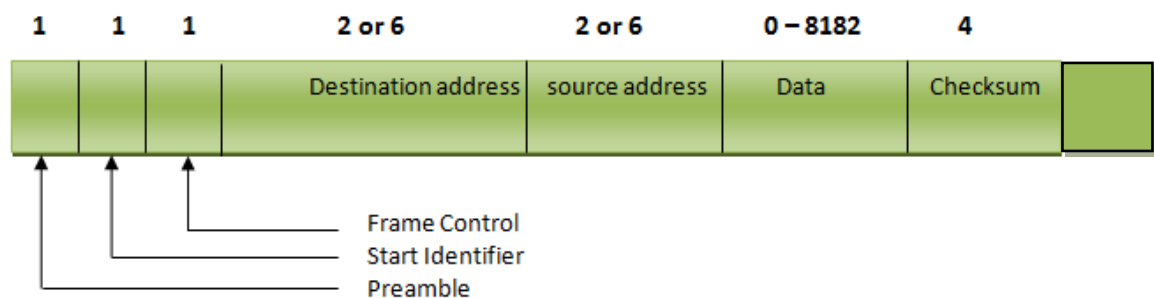 1 1 1 2 or 6 2 or 6 0 – 8182 4
Destination address source address Data Checksum
Frame Control
Start Identifier
Preamble